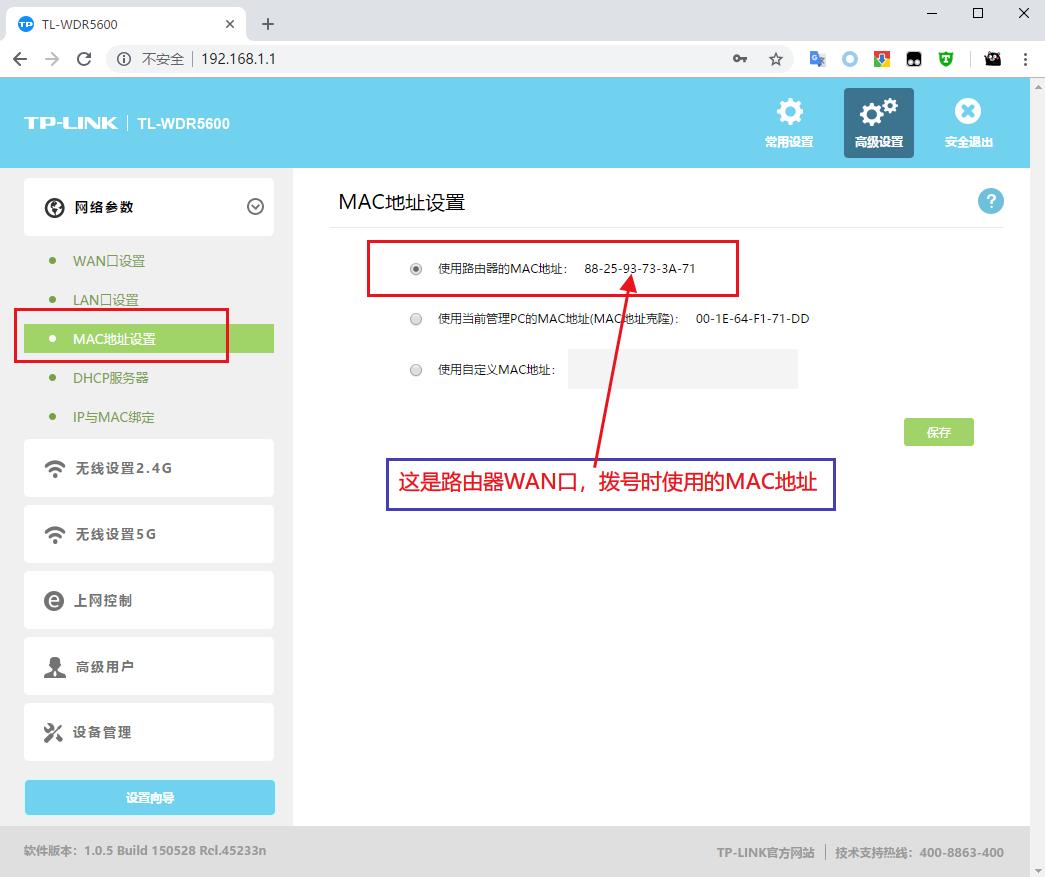 TL-WDR5600
不安全 192.168.1.1
TP-LINK TL-WDR5600
常用设置
高级设置
安全退出
网络参数
WAN口设置
LAN口设置
MAC地址设置
DHCP服务器
IP与MAC绑定
无线设置2.4G
无线设置5G
上网控制
高级用户
设备管理
设置向导
MAC地址设置
使用路由器的MAC地址： 88-25-93-73-3A-71
使用当前管理PC的MAC地址(MAC地址克隆)： 00-1E-64-F1-71-DD
使用自定义MAC地址：
保存
这是路由器WAN口，拨号时使用的MAC地址
软件版本：1.0.5 Build 150528 Rel.45233n
TP-LINK官方网站 技术支持热线：400-8863-400